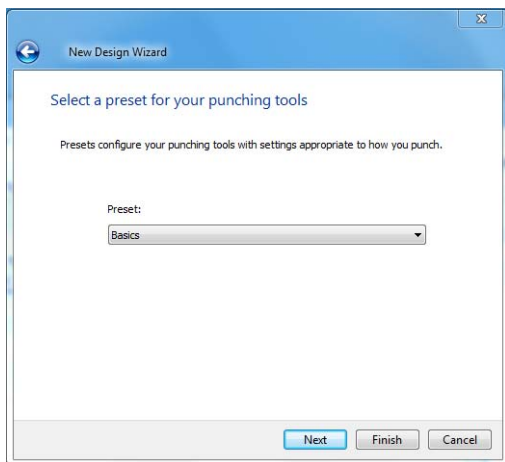 New Design Wizard
Select a preset for your punching tools
Presets configure your punching tools with settings appropriate to how you punch.
Preset:
Basics
Next Finish Cancel